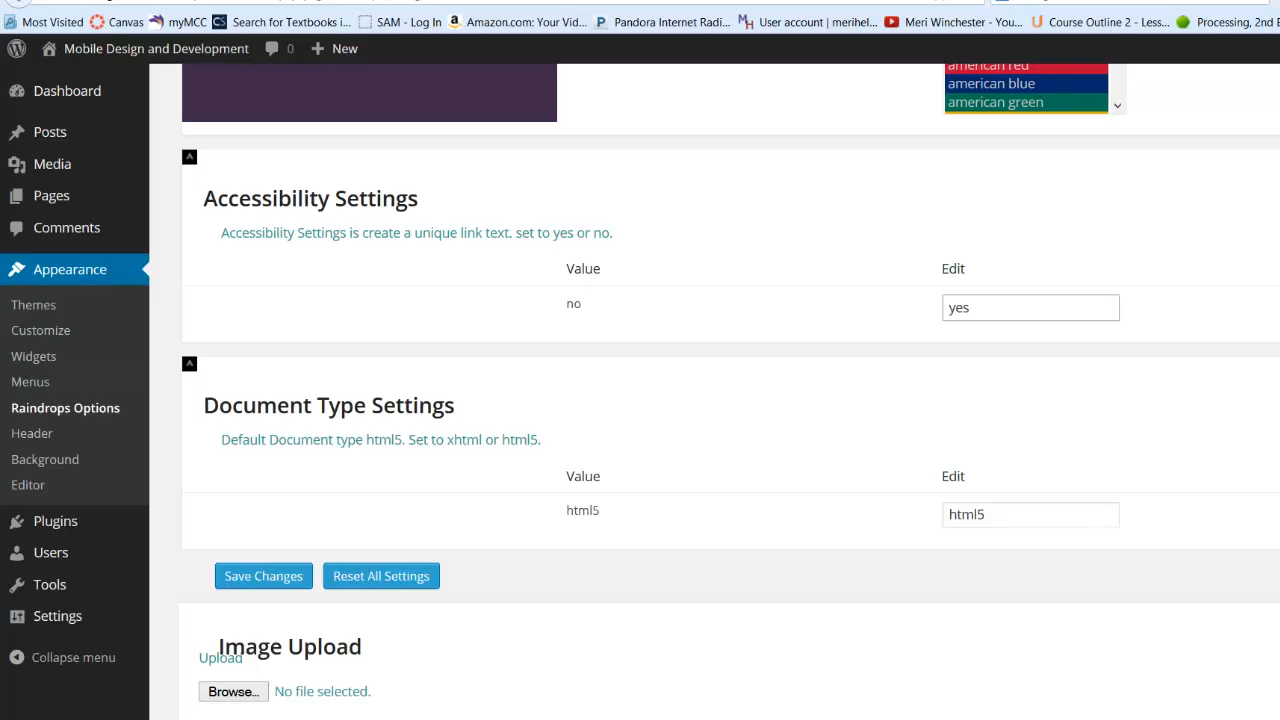 Most Visited Canvas myMCC Search for Textbooks i... SAM - Log In Amazon.com: Your Vid... Pandora Internet Radi... User account | merihel... Meri Winchester - You... Course Outline 2 - Less... Processing, 2nd E
Mobile Design and Development 0 New
american red
american blue
american green
Dashboard
Posts
Media
Pages
Comments
Appearance
Themes
Customize
Widgets
Menus
Raindrops Options
Header
Background
Editor
Plugins
Users
Tools
Settings
Collapse menu
Accessibility Settings
Accessibility Settings is create a unique link text. set to yes or no.
Value Edit
no yes
Document Type Settings
Default Document type html5. Set to xhtml or html5.
Value Edit
html5 html5
Save Changes Reset All Settings
Image Upload
Upload
Browse... No file selected.